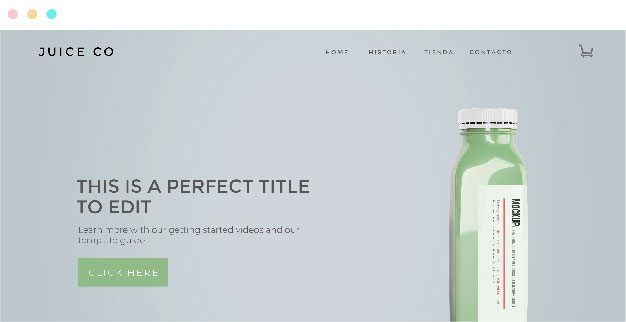 JUICE CO
HOME HISTORIA TIENDA CONTACTO
THIS IS A PERFECT TITLE
TO EDIT
Learn more with our getting started videos and our
template guide
CLICK HERE
MOCKUP